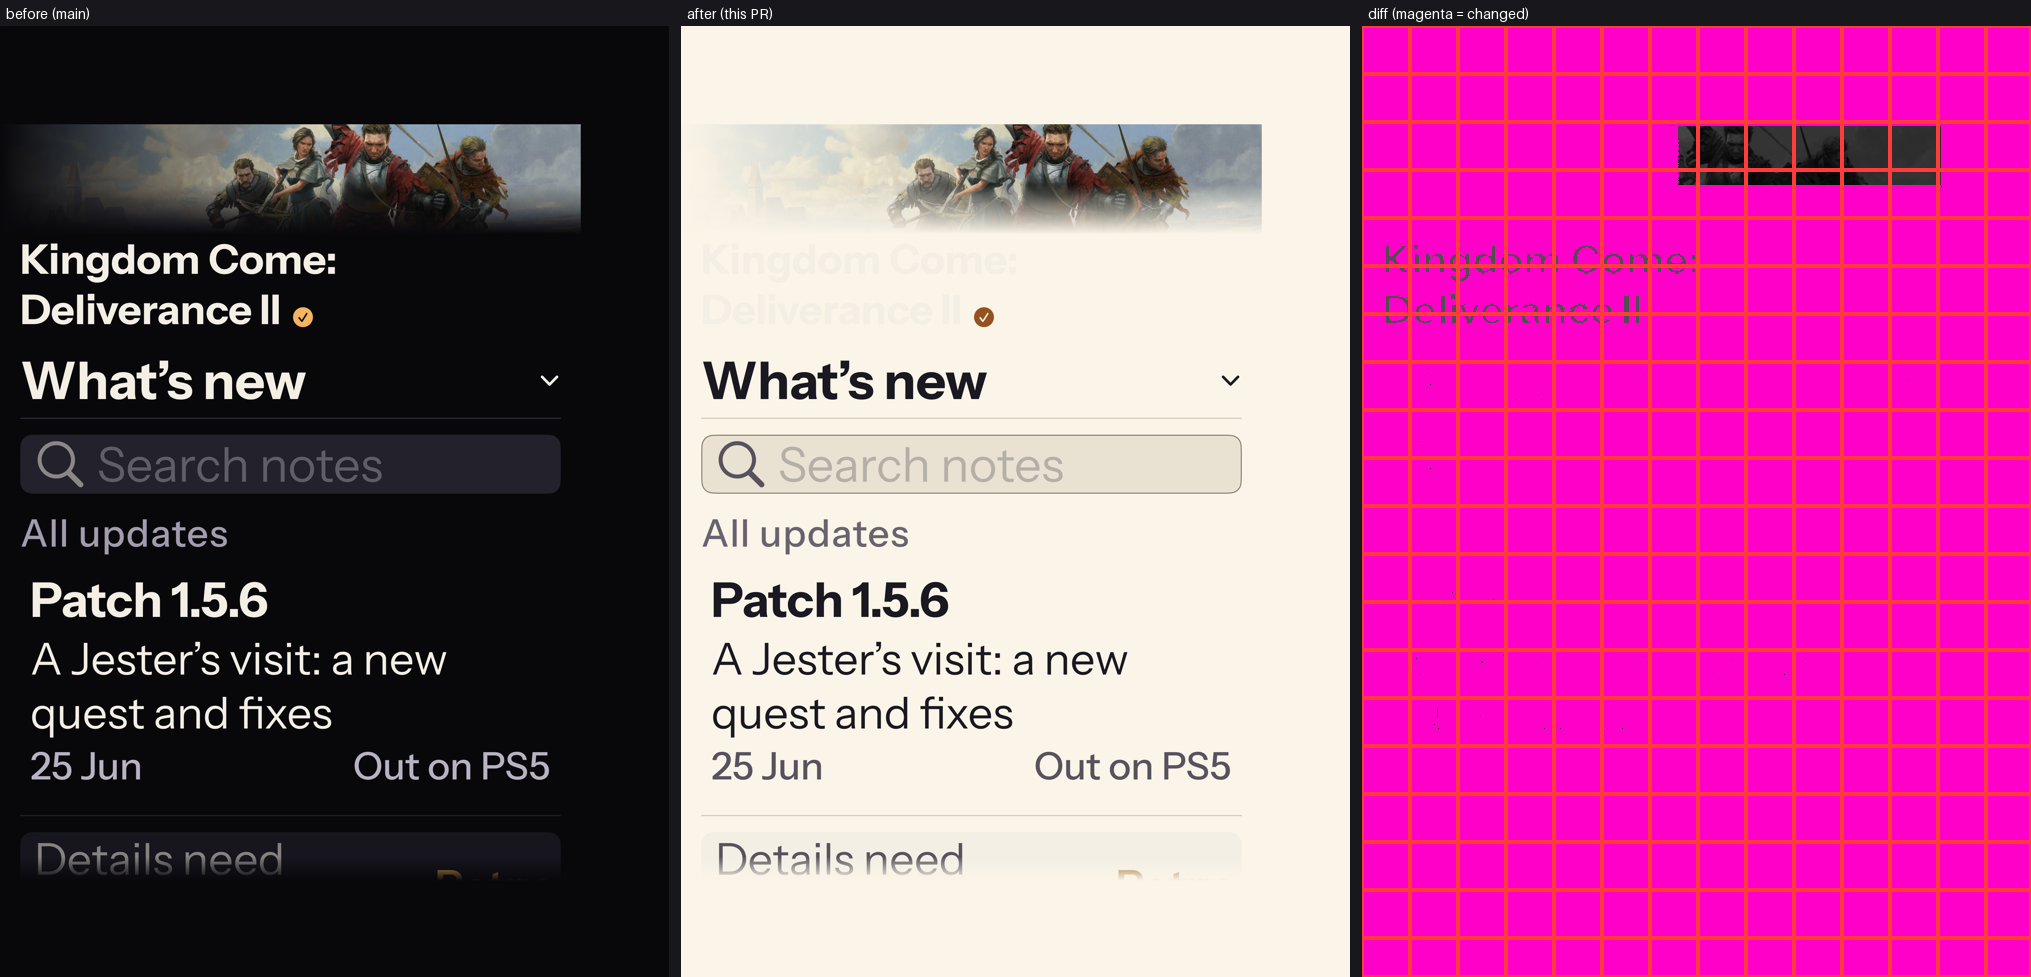 before (main)
Kingdom Come:
Deliverance II
What's new
Search notes
All updates
Patch 1.5.6
A Jester's visit: a new
quest and fixes
25 Jun Out on PS5
Details need
after (this PR)
Kingdom Come:
Deliverance II
What's new
Search notes
All updates
Patch 1.5.6
A Jester's visit: a new
quest and fixes
25 Jun Out on PS5
Details need
diff (magenta = changed)
Kingdom Come:
Deliverance II